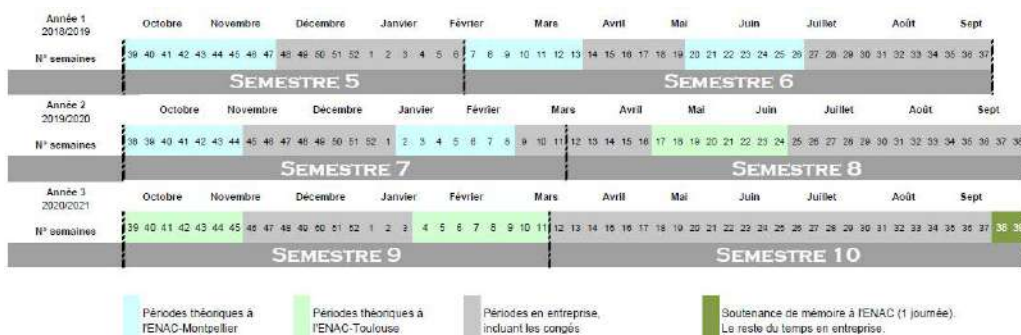 Année 1
2018/2019
Octobre Novembre Décembre Janvier Février Mars Avril Mai Juin Juillet Août Sept
N° semaines
39 40 41 42 43 44 45 46 47 48 49 50 51 52 1 2 3 4 5 6 7 8 9 10 11 12 13 14 15 16 17 18 19 20 21 22 23 24 25 26 27 28 29 30 31 32 33 34 35 36 37
SEMESTRE 5 SEMESTRE 6
Année 2
2019/2020
Octobre Novembre Décembre Janvier Février Mars Avril Mai Juin Juillet Août Sept
N° semaines
38 39 40 41 42 43 44 45 46 47 48 49 50 51 52 1 2 3 4 5 6 7 8 9 10 11 12 13 14 15 16 17 18 19 20 21 22 23 24 25 26 27 28 29 30 31 32 33 34 35 36 37 38
SEMESTRE 7 SEMESTRE 8
Année 3
2020/2021
Octobre Novembre Décembre Janvier Février Mars Avril Mai Juin Juillet Août Sept
N° semaines
39 40 41 42 43 44 45 46 47 48 49 50 51 52 1 2 3 4 5 6 7 8 9 10 11 12 13 14 15 16 17 18 19 20 21 22 23 24 25 26 27 28 29 30 31 32 33 34 35 36 37 38 39
SEMESTRE 9 SEMESTRE 10
Périodes théoriques à
l'ENAC-Montpellier
Périodes théoriques à
l'ENAC-Toulouse
Périodes en entreprise,
incluant les congés
Soutenance de mémoire à l'ENAC (1 journée).
Le reste du temps en entreprise.